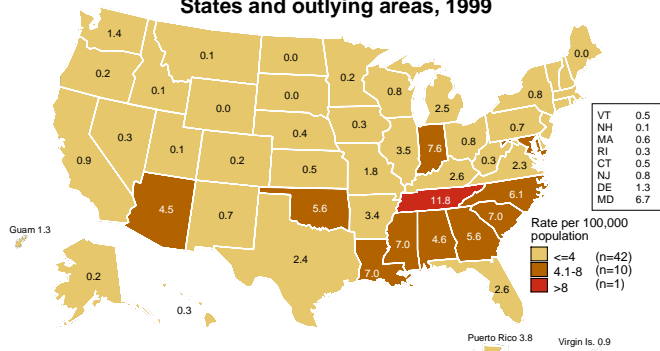 States and outlying areas, 1999
1.4
0.1
0.0
0.2
0.0
0.2
0.1
0.0
0.8
2.5
0.8
0.0
0.0
0.4
0.3
0.9
0.3
0.1
0.2
0.5
1.8
3.5
7.6
0.8
0.7
2.6
0.3
2.3
4.5
0.7
5.6
3.4
11.8
6.1
7.0
2.4
7.0
7.0
4.6
5.6
2.6
VT 0.5
NH 0.1
MA 0.6
RI 0.3
CT 0.5
NJ 0.8
DE 1.3
MD 6.7
Guam 1.3
0.2
0.3
Rate per 100,000
population
<=4 (n=42)
4.1-8 (n=10)
>8 (n=1)
Puerto Rico 3.8
Virgin Is. 0.9